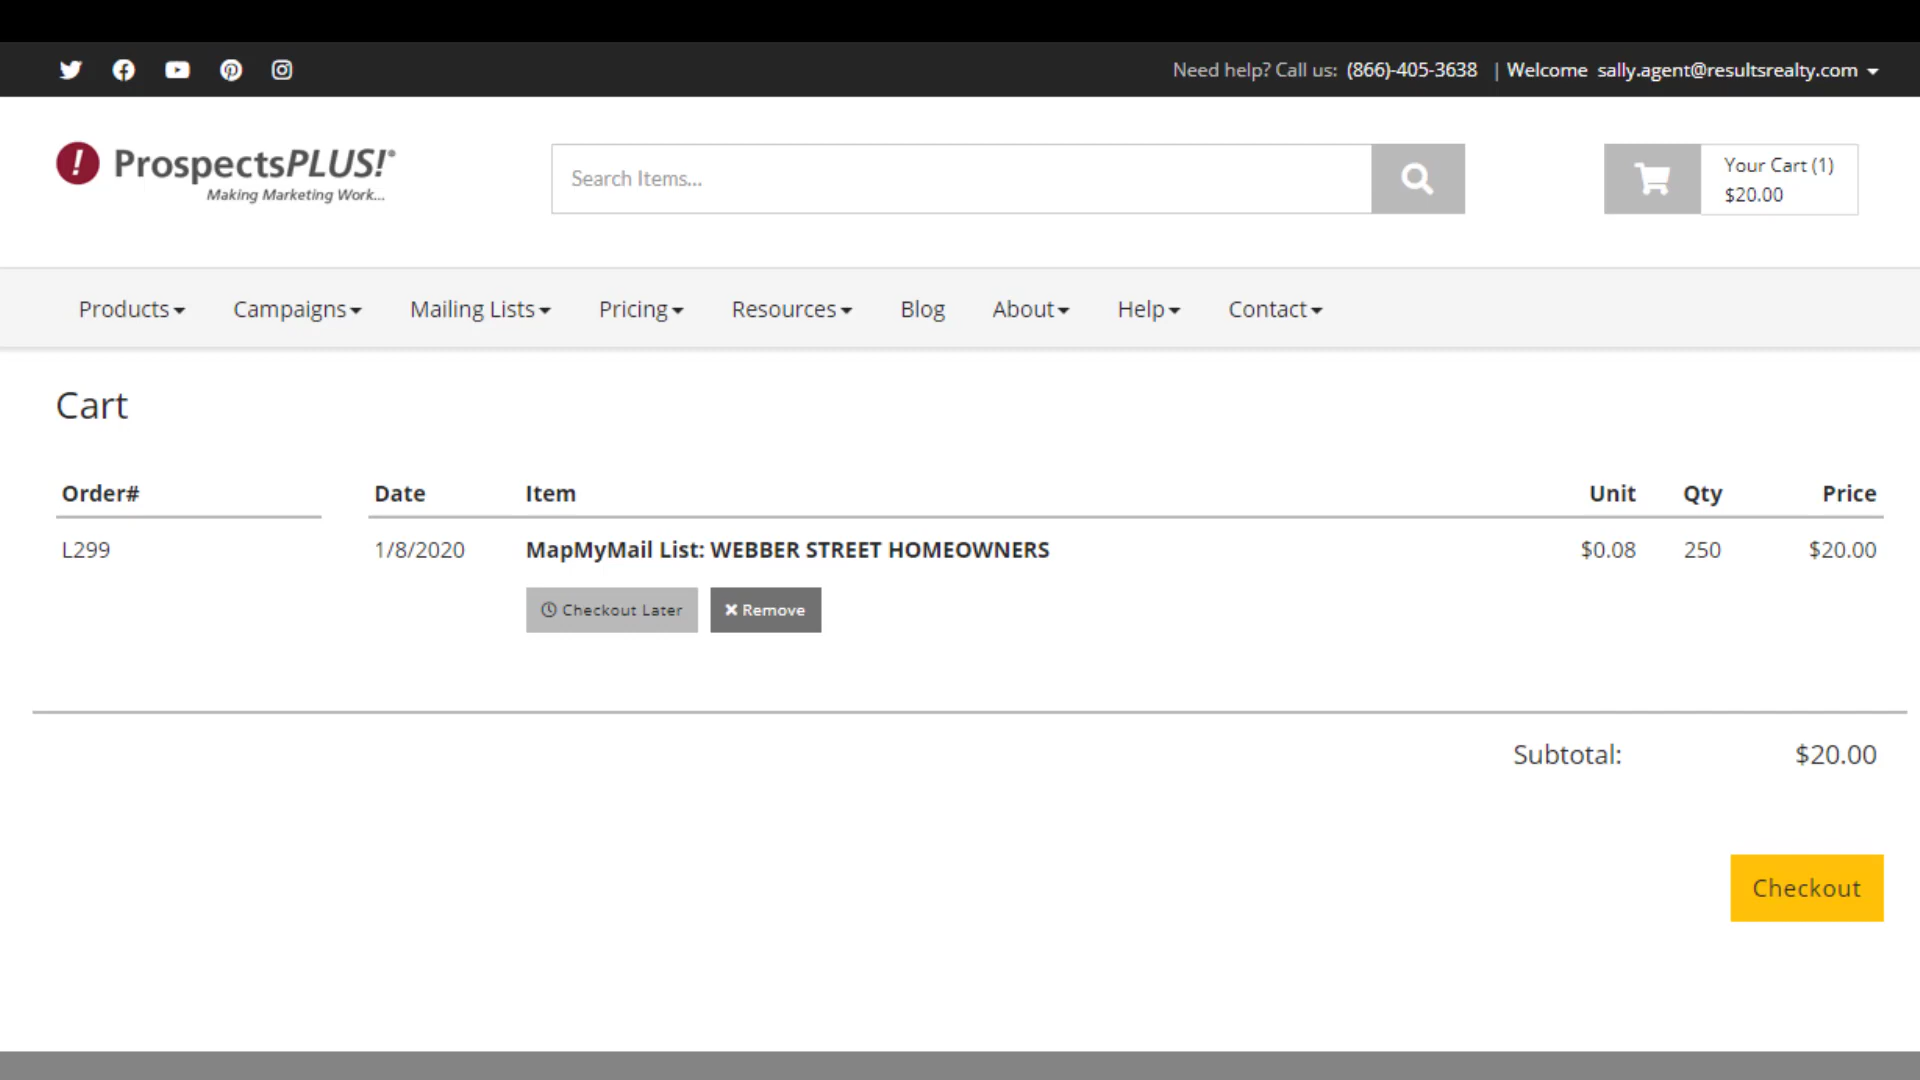 Need help? Call us: (866)-405-3638 | Welcome sally.agent@resultsrealty.com
! ProspectsPLUS!®
Making Marketing Work...
Search Items...
Your Cart (1)
$20.00
Products Campaigns Mailing Lists Pricing Resources Blog About Help Contact
Cart
Order# Date Item Unit Qty Price
L299 1/8/2020 MapMyMail List: WEBBER STREET HOMEOWNERS $0.08 250 $20.00
Checkout Later Remove
Subtotal: $20.00
Checkout